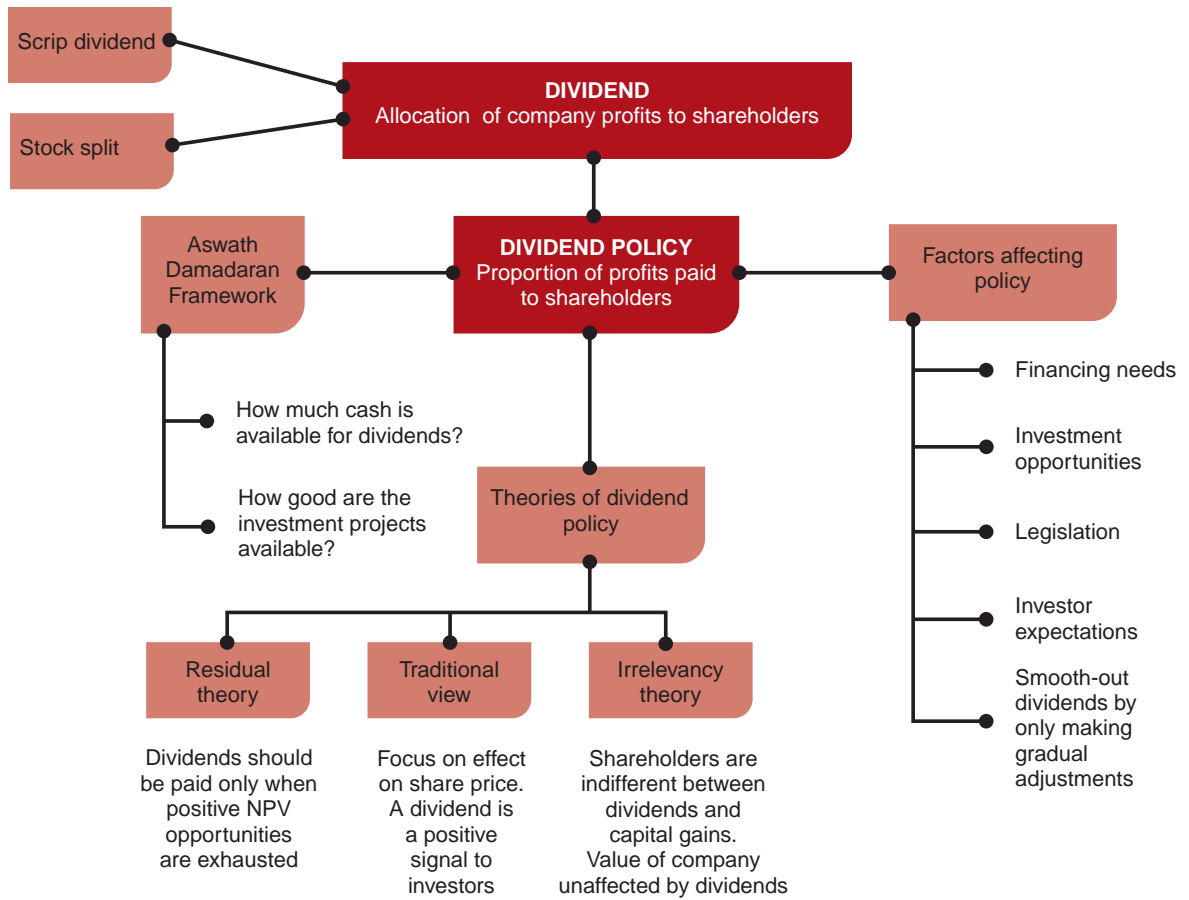 Scrip dividend
DIVIDEND
Allocation of company profits to shareholders
Stock split
Aswath
Damadaran
Framework
DIVIDEND POLICY
Proportion of profits paid
to shareholders
Factors affecting
policy
How much cash is
available for dividends?
How good are the
investment projects
available?
Theories of dividend
policy
Financing needs
Investment
opportunities
Legislation
Investor
expectations
Smooth-out
dividends by
only making
gradual
adjustments
Residual
theory
Dividends should
be paid only when
positive NPV
opportunities
are exhausted
Traditional
view
Focus on effect
on share price.
A dividend is
a positive
signal to
investors
Irrelevancy
theory
Shareholders are
indifferent between
dividends and
capital gains.
Value of company
unaffected by dividends